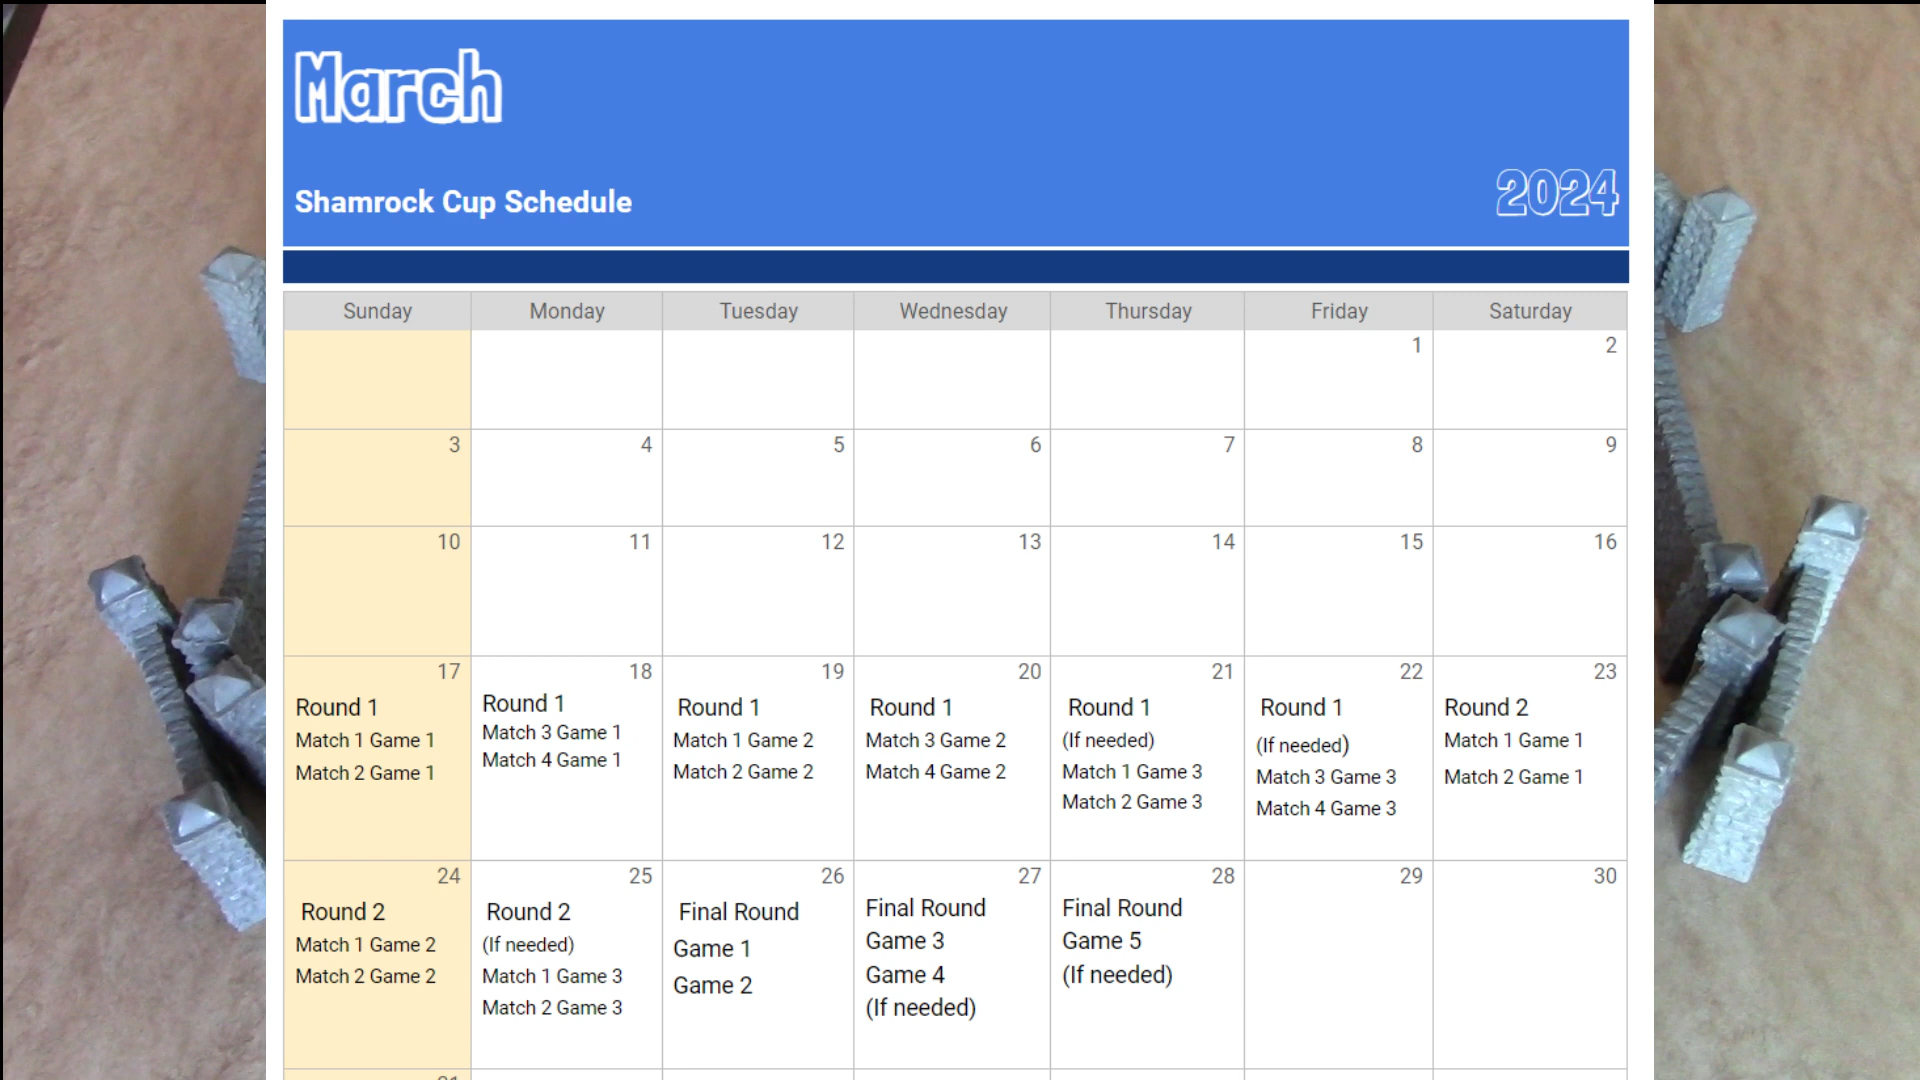 March
Shamrock Cup Schedule
2024
Sunday Monday Tuesday Wednesday Thursday Friday Saturday
1 2
3 4 5 6 7 8 9
10 11 12 13 14 15 16
17
Round 1
Match 1 Game 1
Match 2 Game 1
18
Round 1
Match 3 Game 1
Match 4 Game 1
19
Round 1
Match 1 Game 2
Match 2 Game 2
20
Round 1
Match 3 Game 2
Match 4 Game 2
21
Round 1
(If needed)
Match 1 Game 3
Match 2 Game 3
22
Round 1
(If needed)
Match 3 Game 3
Match 4 Game 3
23
Round 2
Match 1 Game 1
Match 2 Game 1
24
Round 2
Match 1 Game 2
Match 2 Game 2
25
Round 2
(If needed)
Match 1 Game 3
Match 2 Game 3
26
Final Round
Game 1
Game 2
27
Final Round
Game 3
Game 4
(If needed)
28
Final Round
Game 5
(If needed)
29
30